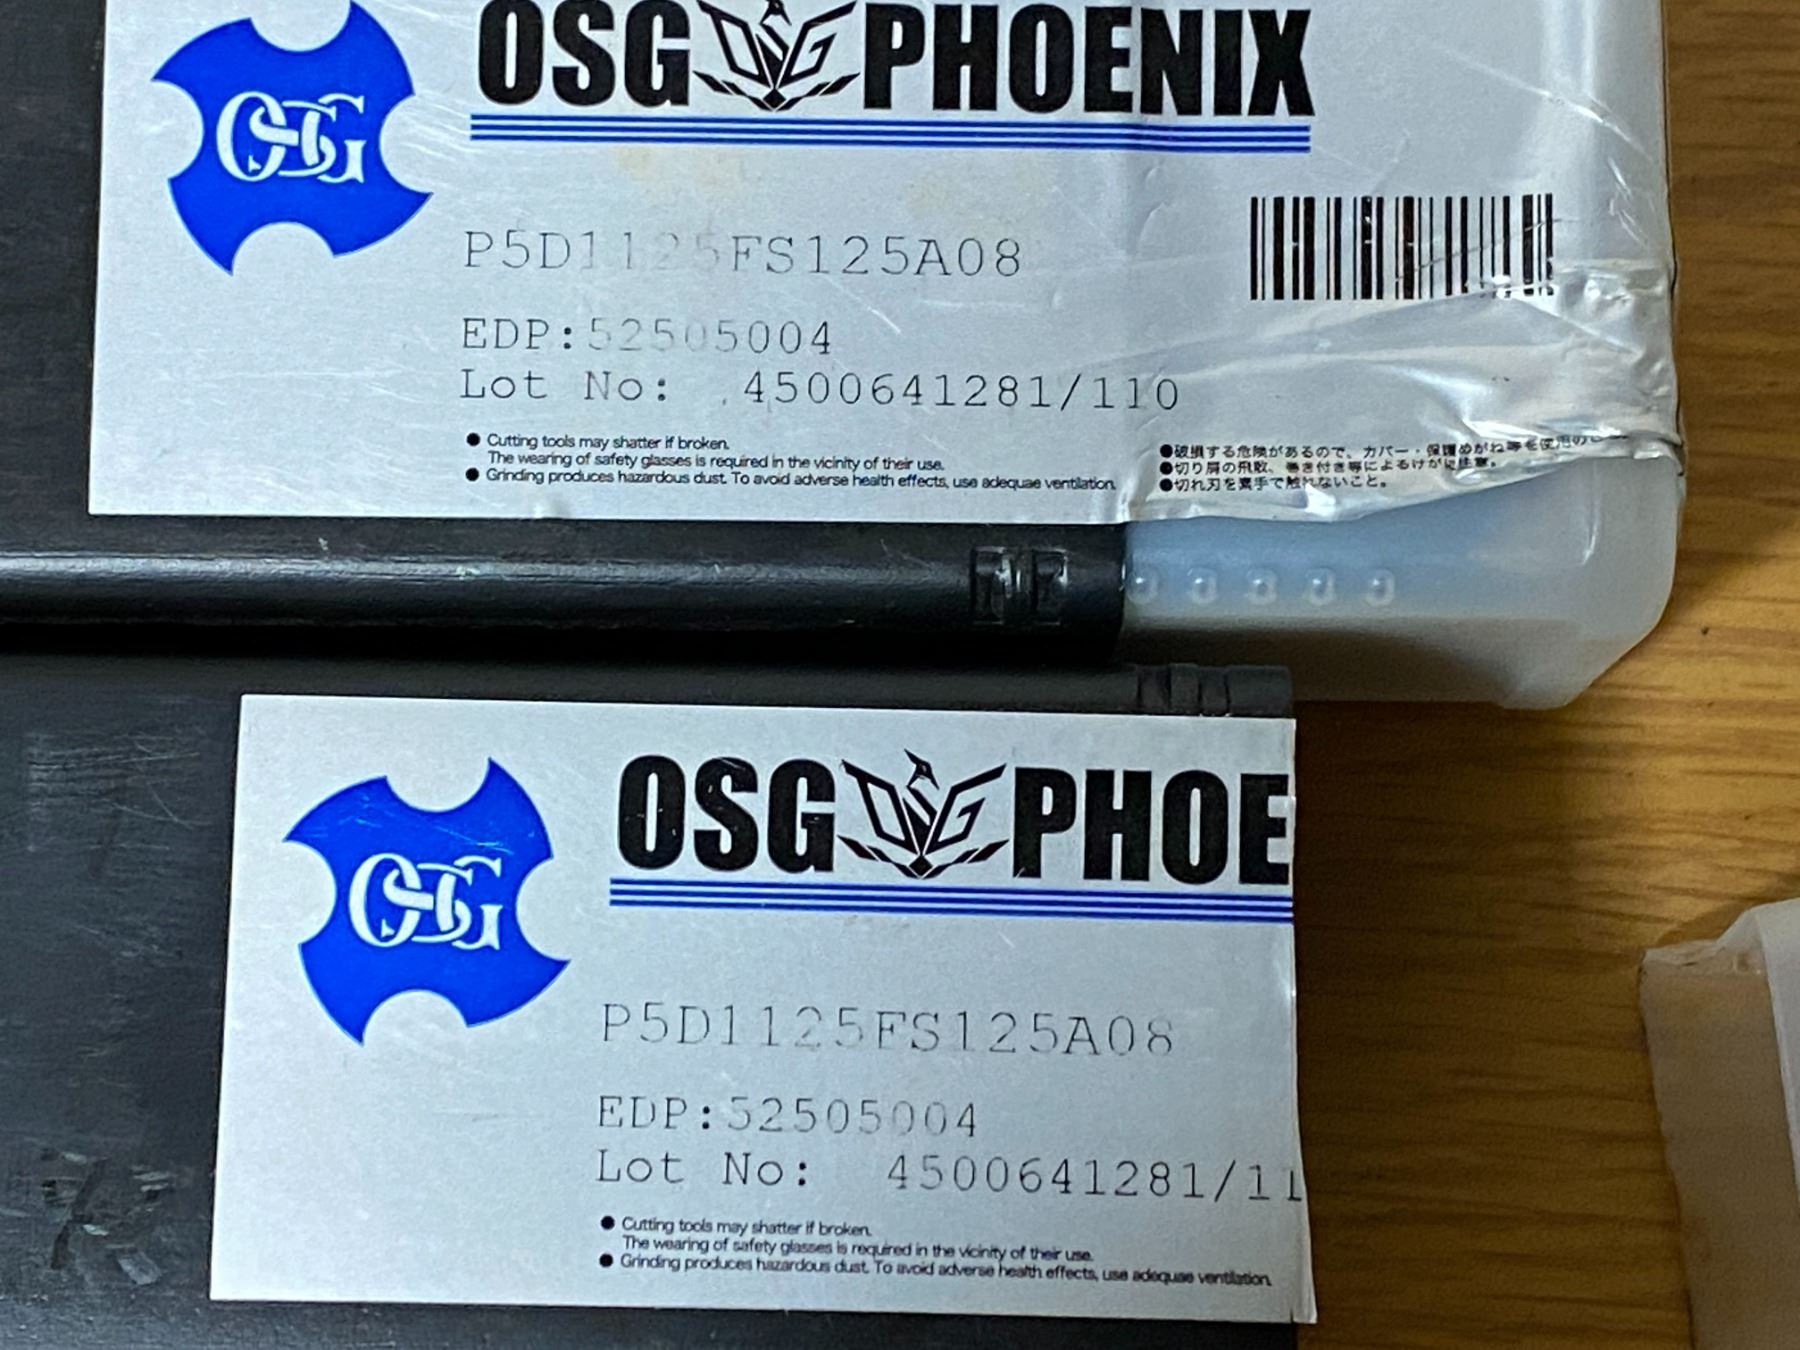 OSG OSG PHOENIX
OSG
P5D1125FS125A08
EDP:52505004
Lot No: 4500641281/110
● Cutting tools may shatter if broken.
The wearing of safety glasses is required in the vicinity of their use.
● Grinding produces hazardous dust. To avoid adverse health effects, use adequae ventilation.
●破損する危険があるので、カバー・保護めがね等を使用の
●切り屑の飛散、巻き付き等によるけがに注意。
●切れ刃を素手で触れないこと。
OSG OSG PHOE
OSG
P5D1125FS125A08
EDP:52505004
Lot No: 4500641281/11
● Cutting tools may shatter if broken.
The wearing of safety glasses is required in the vicinity of their use.
● Grinding produces hazardous dust. To avoid adverse health effects, use adequae ventilation.